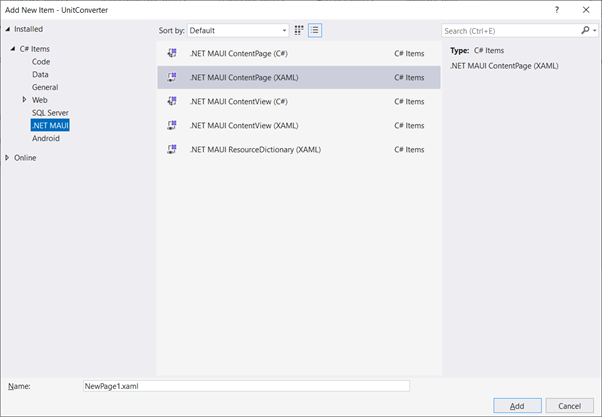 Add New Item - UnitConverter
? ×
Installed
Sort by: Default
Search (Ctrl+E)
C# Items
Code
Data
General
Web
SQL Server
.NET MAUI
Android
Online
.NET MAUI ContentPage (C#) C# Items
.NET MAUI ContentPage (XAML) C# Items
.NET MAUI ContentView (C#) C# Items
.NET MAUI ContentView (XAML) C# Items
.NET MAUI ResourceDictionary (XAML) C# Items
Type: C# Items
.NET MAUI ContentPage (XAML)
Name: NewPage1.xaml
Add Cancel